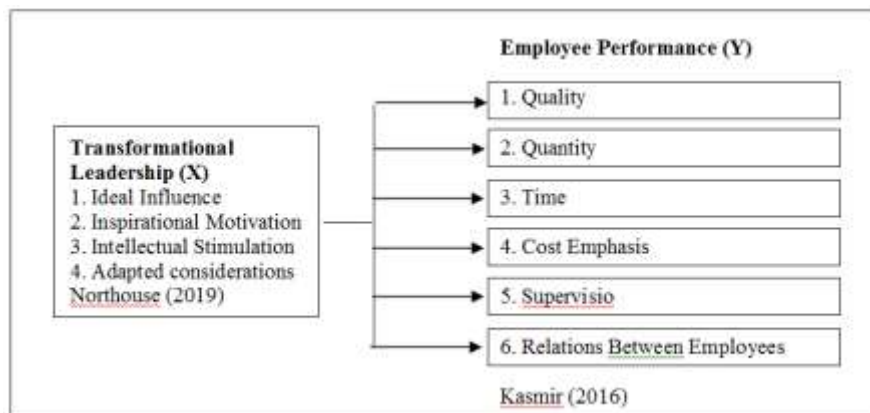 Employee Performance (Y)
1. Quality
2. Quantity
3. Time
4. Cost Emphasis
5. Supervisio
6. Relations Between Employees
Kasmir (2016)
Transformational
Leadership (X)
1. Ideal Influence
2. Inspirational Motivation
3. Intellectual Stimulation
4. Adapted considerations
Northouse (2019)